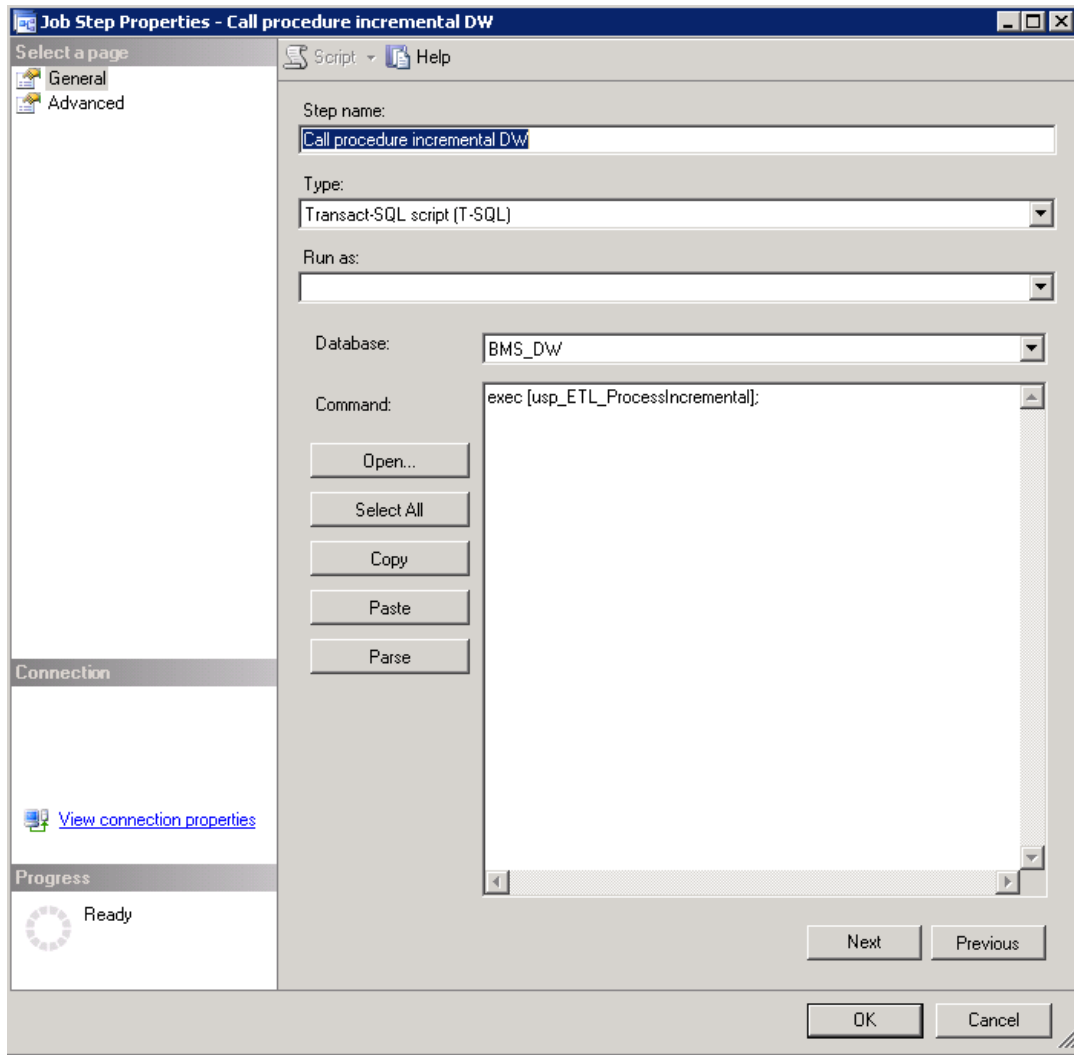 Job Step Properties - Call procedure incremental DW
Select a page
General
Advanced
Script
Help
Step name:
Call procedure incremental DW
Type:
Transact-SQL script (T-SQL)
Run as:
Database:
BMS_DW
Command:
exec [usp_ETL_ProcessIncremental];
Open...
Select All
Copy
Paste
Parse
Connection
View connection properties
Progress
Ready
Next
Previous
OK
Cancel